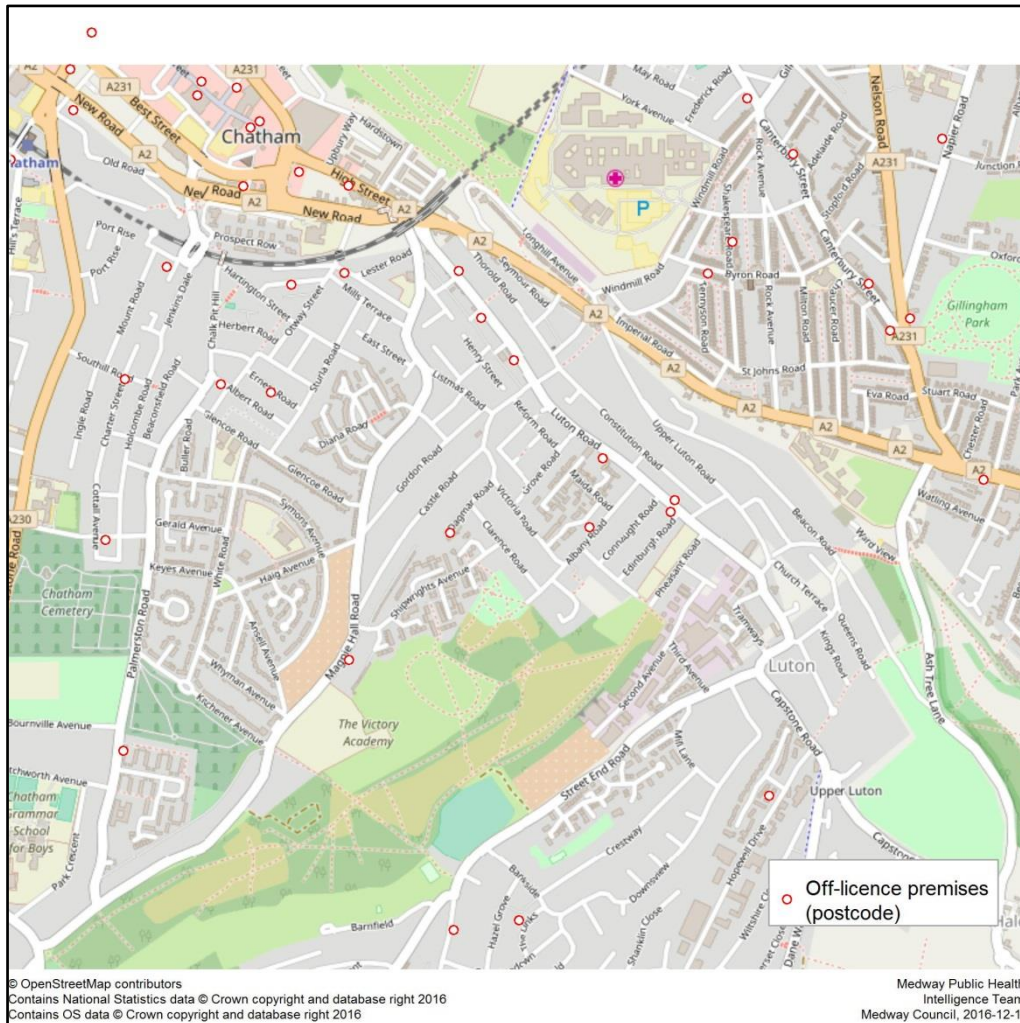 A2
A231
A231
New Road
Best Street
Chatham
Upbury Way
Hardstown
May Road
York Avenue
Frederick Road
Nelson Road
Napier Road
Canterbury Street
Adelaide Road
Junction
A231
Chatham
Old Road
A2
High Street
New Road
A2
New Road
A2
Windmill Road
Rock Avenue
P
Shakespeare Road
Canterbury Street
Port Rise
Prospect Row
Lester Road
A2
Longhill Avenue
Seymour Road
Thorold Road
Windmill Road
Byron Road
Oxford
Port Rise
Mount Road
Jenkins Dale
Chalk Pit Hill
Hartington Street
Otway Street
Mills Terrace
Herbert Road
East Street
A2
Imperial Road
Tennyson Road
Rock Avenue
Milton Road
Chaucer Road
Gillingham
Park
A231
Southill Road
Henry Street
Listmas Road
St Johns Road
Eva Road
Stuart Road
Ingle Road
Charter Street
Holcombe Road
Beaconsfield Road
Albert Road
Ernest Road
Sturla Road
Diana Road
A2
A2
Chester Road
A2
Glencoe Road
Buller Road
Glencoe Road
Reform Road
Luton Road
Constitution Road
Upper Luton Road
Gordon Road
Castle Road
Grove Road
Maida Road
Victoria Road
Dagmar Road
A230
Cottall Avenue
Gerald Avenue
Symons Avenue
Clarence Road
Albany Road
Connaught Road
Edinburgh Road
Pheasant Road
Beacon Road
Ward View
Watling Avenue
Keyes Avenue
White Road
Haig Avenue
Chatham
Cemetery
Shipwrights Avenue
Church Terrace
Tramways
Kings Road
Queens Road
Ash Tree Lane
Palmerston Road
Ansell Avenue
Whyman Avenue
Kitchener Avenue
Magpie Hall Road
Third Avenue
Second Avenue
Luton
Capstone Road
Bournville Avenue
The Victory
Academy
Street End Road
Mill Lane
Chatham
Grammar
School
for Boys
Park Crescent
Upper Luton
Hopewell Drive
Crestway
Bankside
Downsview
Barnfield
Hazel Grove
The Links
Shanklin Close
Off-licence premises
(postcode)
© OpenStreetMap contributors
Contains National Statistics data © Crown copyright and database right 2016
Contains OS data © Crown copyright and database right 2016
Medway Public Health
Intelligence Team
Medway Council, 2016-12-1